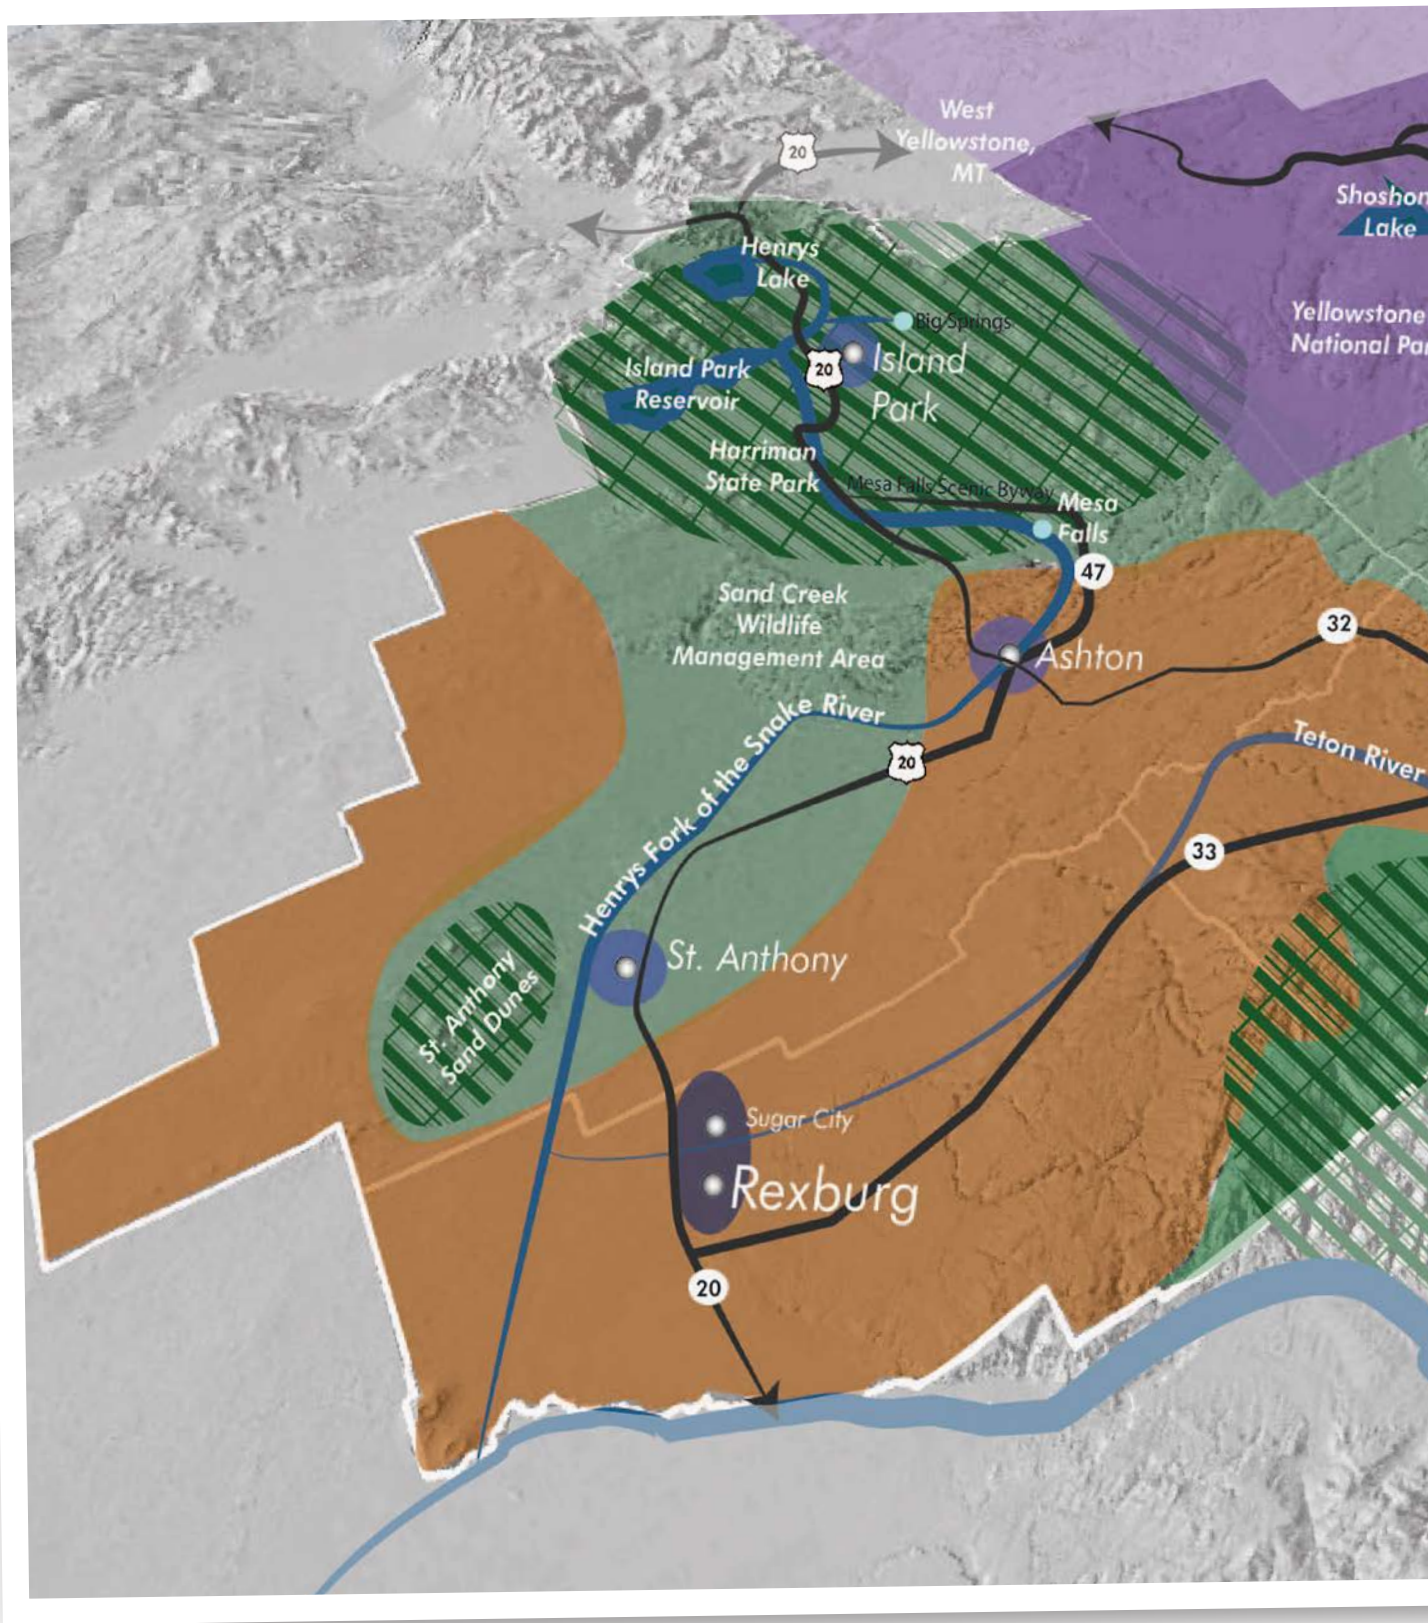 West
Yellowstone,
MT
20
Shoshon
Lake
Henrys
Lake
Yellowstone
National Par
Big Springs
Island Park
Reservoir
20
Island
Park
Harriman
State Park
Mesa Falls Scenic Byway
Mesa
Falls
47
Sand Creek
Wildlife
Management Area
32
Ashton
Henrys Fork of the Snake River
20
Teton River
33
St. Anthony
St. Anthony
Sand Dunes
Sugar City
Rexburg
20